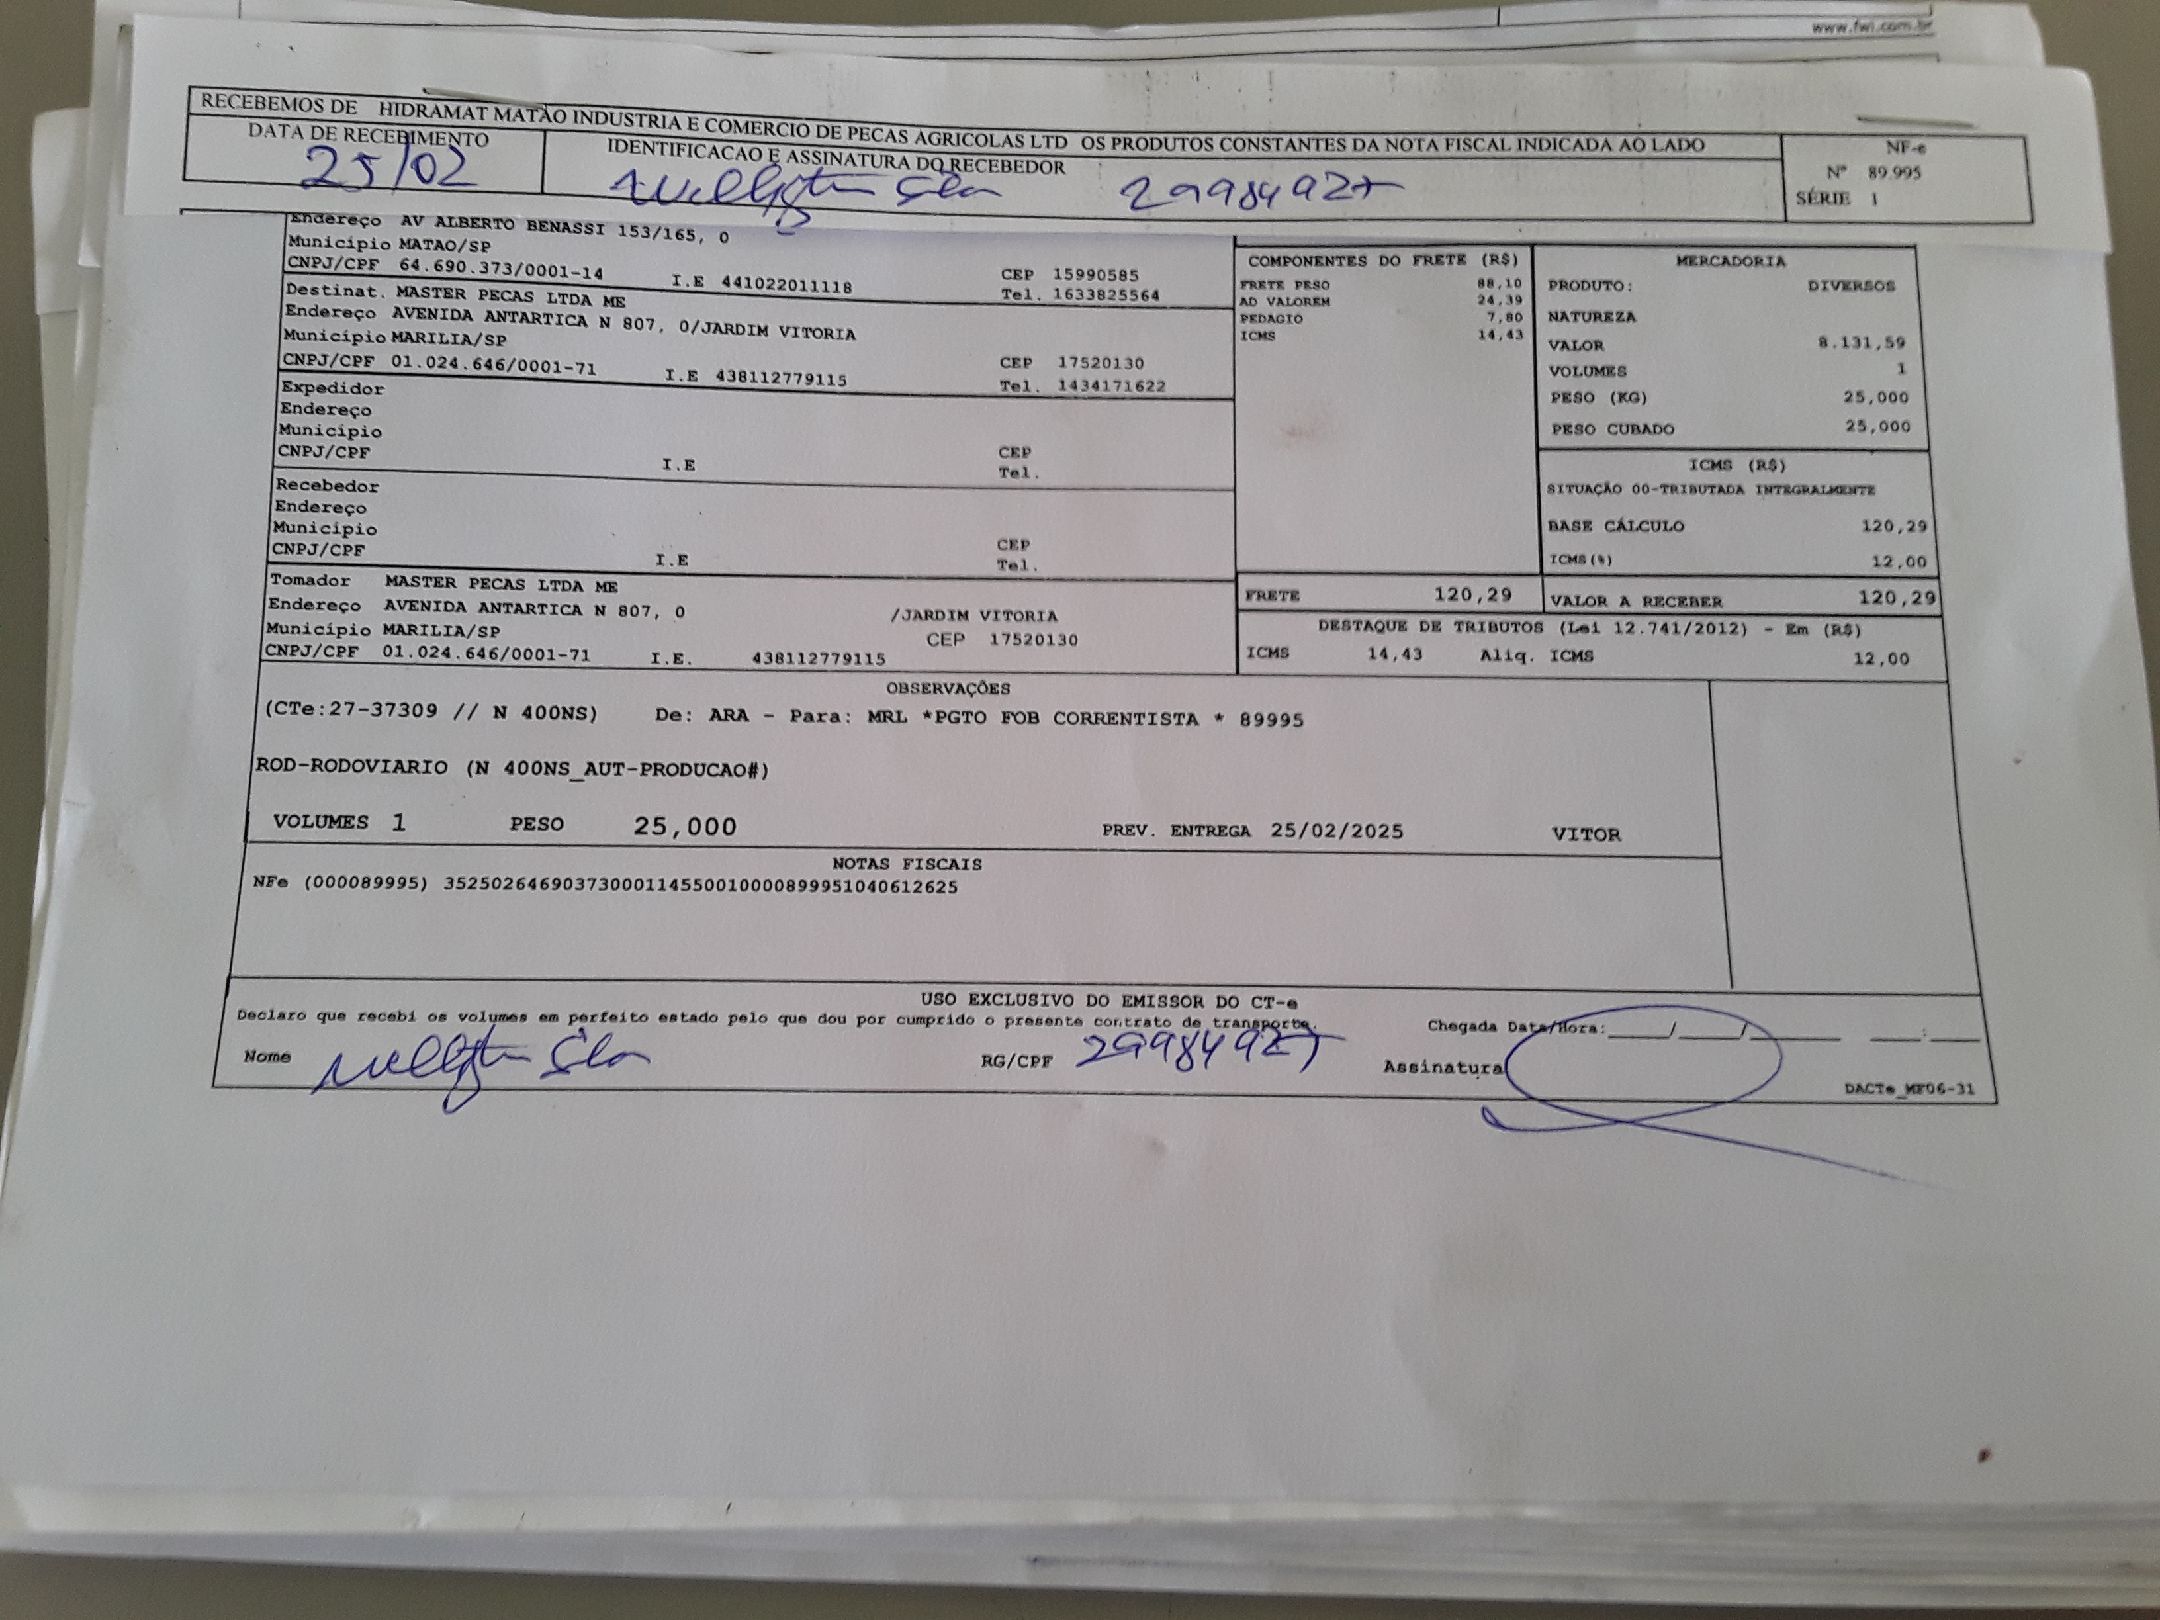 www.fwi.com.br
RECEBEMOS DE HIDRAMAT MATÃO INDUSTRIA E COMERCIO DE PECAS AGRICOLAS LTD OS PRODUTOS CONSTANTES DA NOTA FISCAL INDICADA AO LADO
DATA DE RECEBIMENTO
25/02
IDENTIFICACAO E ASSINATURA DO RECEBEDOR
29984927
NF-e
Nº 89.995
SÉRIE 1
Endereço AV ALBERTO BENASSI 153/165, 0
Município MATAO/SP
CNPJ/CPF 64.690.373/0001-14 I.E 441022011118
CEP 15990585
Tel. 1633825564
Destinat. MASTER PECAS LTDA ME
Endereço AVENIDA ANTARTICA N 807, 0/JARDIM VITORIA
Município MARILIA/SP
CNPJ/CPF 01.024.646/0001-71 I.E 438112779115
CEP 17520130
Tel. 1434171622
Expedidor
Endereço
Município
CNPJ/CPF I.E
CEP
Tel.
Recebedor
Endereço
Município
CNPJ/CPF I.E
CEP
Tel.
Tomador MASTER PECAS LTDA ME
Endereço AVENIDA ANTARTICA N 807, 0 /JARDIM VITORIA
Município MARILIA/SP CEP 17520130
CNPJ/CPF 01.024.646/0001-71 I.E. 438112779115
COMPONENTES DO FRETE (R$)
FRETE PESO 88,10
AD VALOREM 24,39
PEDAGIO 7,80
ICMS 14,43
MERCADORIA
PRODUTO: DIVERSOS
NATUREZA
VALOR 8.131,59
VOLUMES 1
PESO (KG) 25,000
PESO CUBADO 25,000
ICMS (R$)
SITUAÇÃO 00-TRIBUTADA INTEGRALMENTE
BASE CÁLCULO 120,29
ICMS(%) 12,00
FRETE 120,29
VALOR A RECEBER 120,29
DESTAQUE DE TRIBUTOS (Lei 12.741/2012) - Em (R$)
ICMS 14,43 Aliq. ICMS 12,00
OBSERVAÇÕES
(CTe:27-37309 // N 400NS) De: ARA - Para: MRL *PGTO FOB CORRENTISTA * 89995
ROD-RODOVIARIO (N 400NS_AUT-PRODUCAO#)
VOLUMES 1 PESO 25,000 PREV. ENTREGA 25/02/2025 VITOR
NOTAS FISCAIS
NFe (000089995) 35250264690373000114550010000899951040612625
USO EXCLUSIVO DO EMISSOR DO CT-e
Declaro que recebi os volumes em perfeito estado pelo que dou por cumprido o presente contrato de transporte.
Chegada Data/Hora: ____/____/______ ___:___
Nome RG/CPF 29984927 Assinatura
DACTe_MF06-31